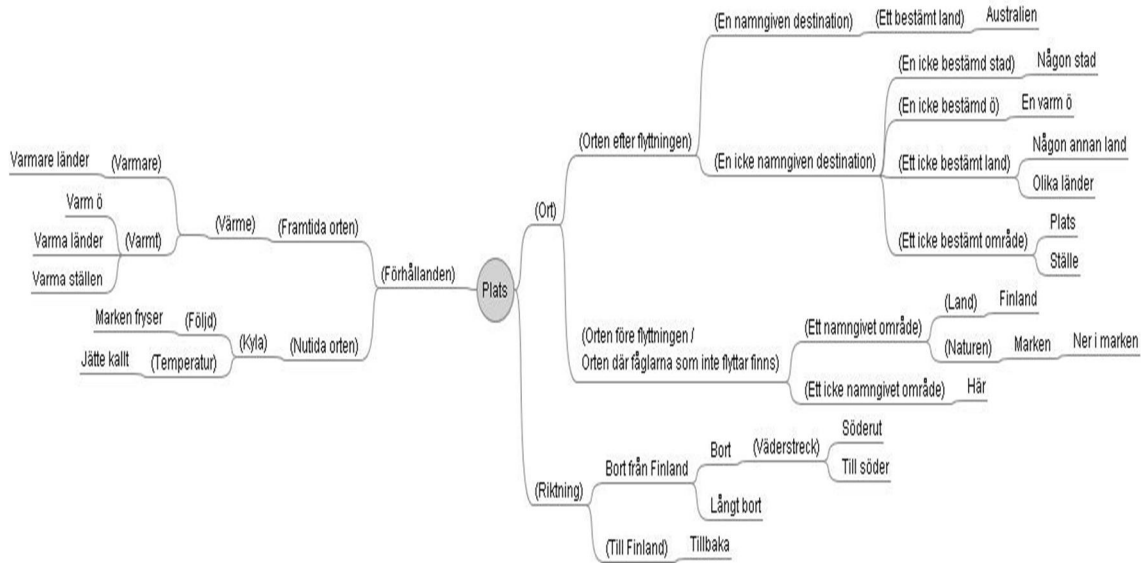 (En namngiven destination)
(Ett bestämt land)
Australien
(En icke bestämd stad)
Någon stad
(En icke bestämd ö)
En varm ö
(Orten efter flyttningen)
(En icke namngiven destination)
(Ett icke bestämt land)
Någon annan land
Olika länder
(Ett icke bestämt område)
Plats
Ställe
(Ort)
Varmare länder
(Varmare)
Varm ö
(Värme)
(Framtida orten)
Varma länder
(Varmt)
Varma ställen
(Förhållanden)
Plats
Marken fryser
(Följd)
(Kyla)
(Nutida orten)
Jätte kallt
(Temperatur)
(Orten före flyttningen /
Orten där fåglarna som inte flyttar finns)
(Ett namngivet område)
(Land)
Finland
(Naturen)
Marken
Ner i marken
(Ett icke namngivet område)
Här
(Riktning)
Bort från Finland
Bort
(Väderstreck)
Söderut
Till söder
Långt bort
(Till Finland)
Tillbaka